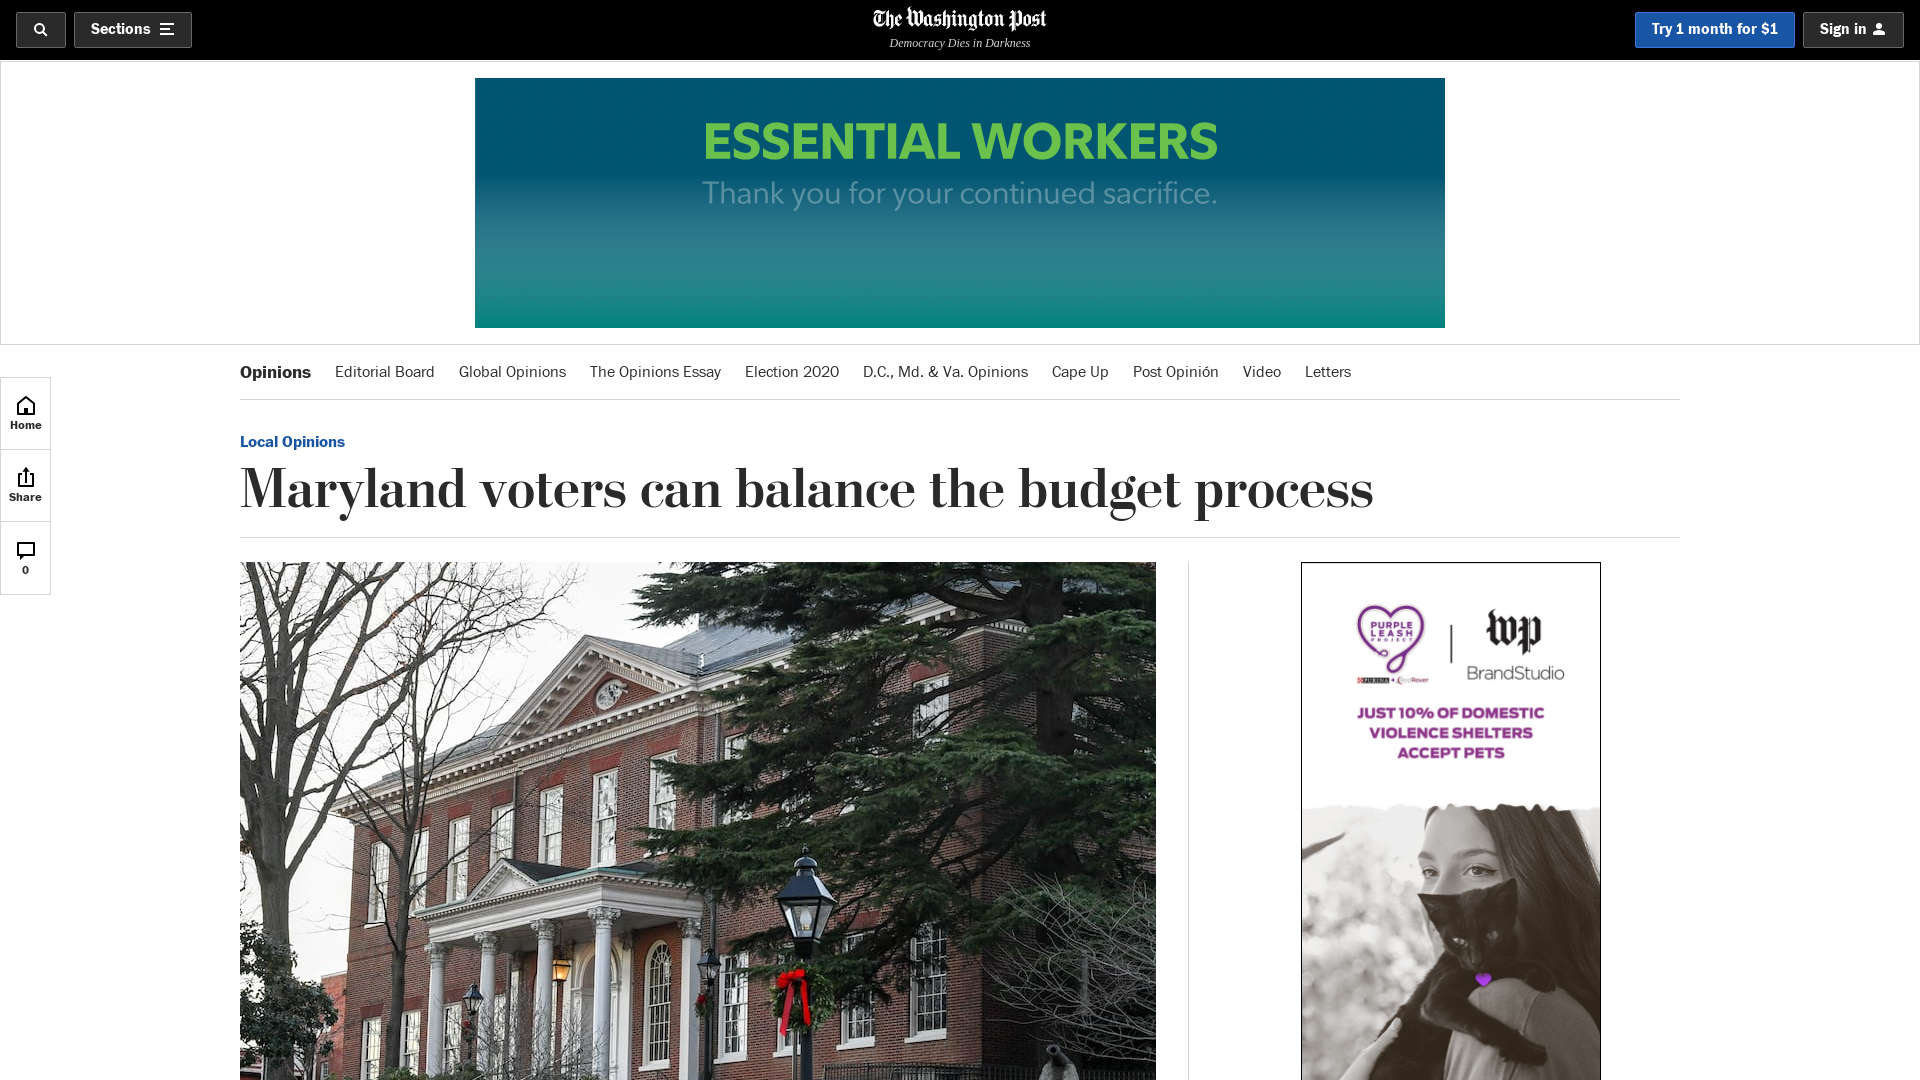 Sections
The Washington Post
Democracy Dies in Darkness
Try 1 month for $1
Sign in
ESSENTIAL WORKERS
Thank you for your continued sacrifice.
Opinions
Editorial Board
Global Opinions
The Opinions Essay
Election 2020
D.C., Md. & Va. Opinions
Cape Up
Post Opinión
Video
Letters
Home
Share
0
Local Opinions
Maryland voters can balance the budget process
PURPLE
LEASH
PROJECT
PURINA + RedRover
wp
BrandStudio
JUST 10% OF DOMESTIC
VIOLENCE SHELTERS
ACCEPT PETS